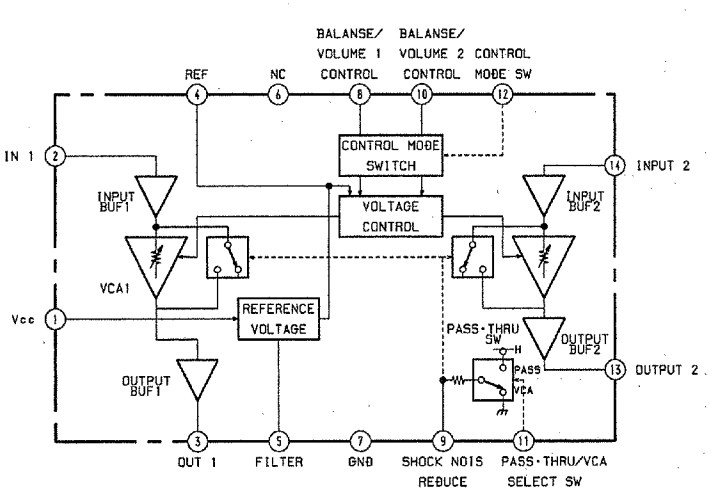 BALANSE/ BALANSE/
VOLUME 1 VOLUME 2 CONTROL
REF NC CONTROL CONTROL MODE SW
4 6 8 10 12
IN 1 2
CONTROL MODE
SWITCH
14 INPUT 2
INPUT
BUF1
VOLTAGE
CONTROL
INPUT
BUF2
VCA1
Vcc 1
REFERENCE
VOLTAGE
PASS·THRU
SW
H
OUTPUT
BUF2
PASS
VCA
13 OUTPUT 2
OUTPUT
BUF1
3 5 7 9 11
OUT 1 FILTER GND SHOCK NOIS PASS·THRU/VCA
REDUCE SELECT SW